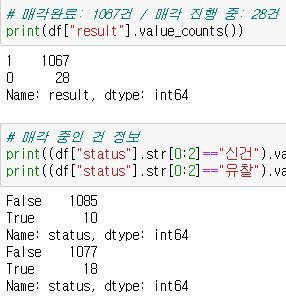 # 매각완료: 1067건 / 매각 진행 중: 28건
print(df["result"].value_counts())
1    1067
0      28
Name: result, dtype: int64
# 매각 중인 건 정보
print((df["status"].str[0:2]=="신건").va
print((df["status"].str[0:2]=="유찰").va
False    1085
True       10
Name: status, dtype: int64
False    1077
True       18
Name: status, dtype: int64